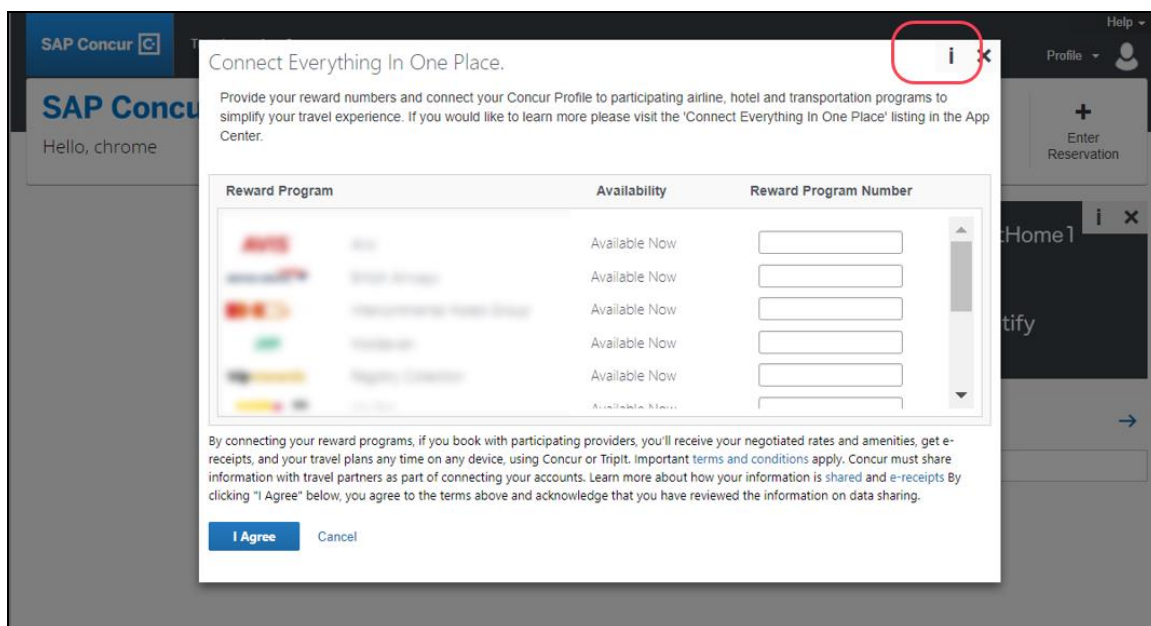 Help
SAP Concur C
Profile
Connect Everything In One Place.
i x
Provide your reward numbers and connect your Concur Profile to participating airline, hotel and transportation programs to
simplify your travel experience. If you would like to learn more please visit the 'Connect Everything In One Place' listing in the App
Center.
SAP Concu
Hello, chrome
+
Enter
Reservation
Reward Program Availability Reward Program Number
i x
tHome1
AVIS Available Now
Available Now
Available Now
tify
Available Now
Available Now
Available Now
By connecting your reward programs, if you book with participating providers, you'll receive your negotiated rates and amenities, get e-
receipts, and your travel plans any time on any device, using Concur or TripIt. Important terms and conditions apply. Concur must share
information with travel partners as part of connecting your accounts. Learn more about how your information is shared and e-receipts By
clicking "I Agree" below, you agree to the terms above and acknowledge that you have reviewed the information on data sharing.
I Agree Cancel